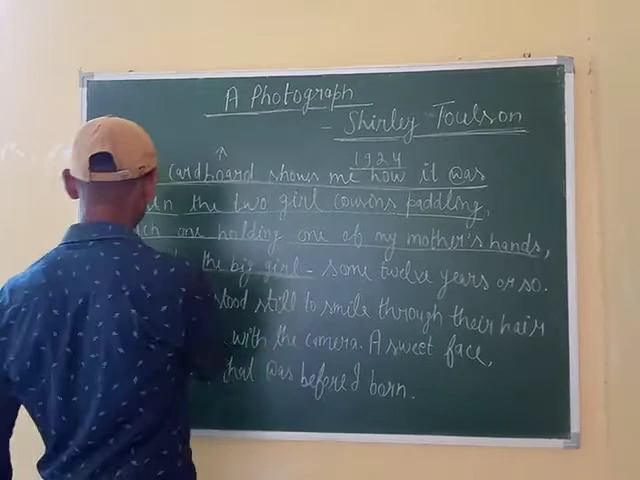 A Photograph
- Shirley Toulson
1924
cardboard shows me how it was
the two girl cousins paddling,
one holding one of my mother's hands,
the big girl - some twelve years or so.
stood still to smile through their hair
with the camera. A sweet face,
that was before I born.